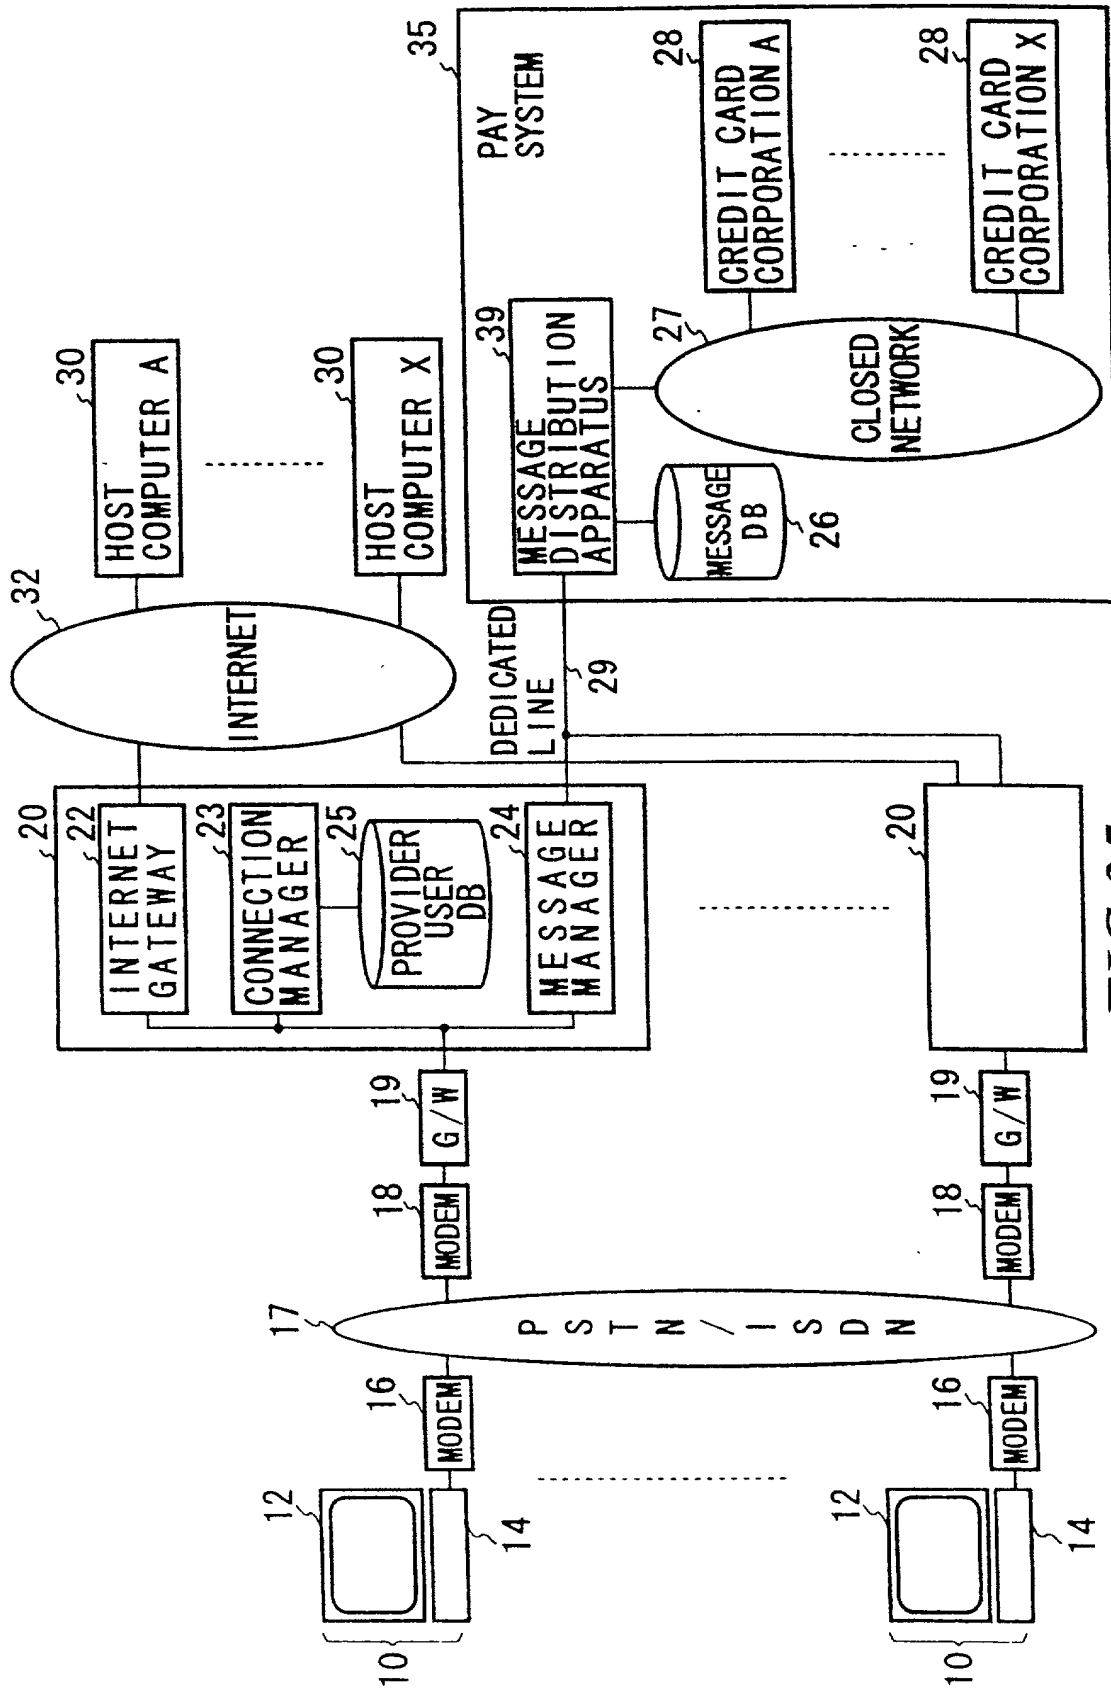 35
PAY
SYSTEM
28
CREDIT CARD
CORPORATION A
28
CREDIT CARD
CORPORATION X
39
MESSAGE
DISTRIBUTION
APPARATUS
27
CLOSED
NETWORK
MESSAGE
DB
26
30
HOST
COMPUTER A
30
HOST
COMPUTER X
32
INTERNET
DEDICATED
LINE
29
20
22
INTERNET
GATEWAY
23
CONNECTION
MANAGER
25
PROVIDER
USER
DB
24
MESSAGE
MANAGER
20
19
G/W
19
G/W
18
MODEM
18
MODEM
17
PSTN/ISDN
16
MODEM
16
MODEM
12
14
10
12
14
10